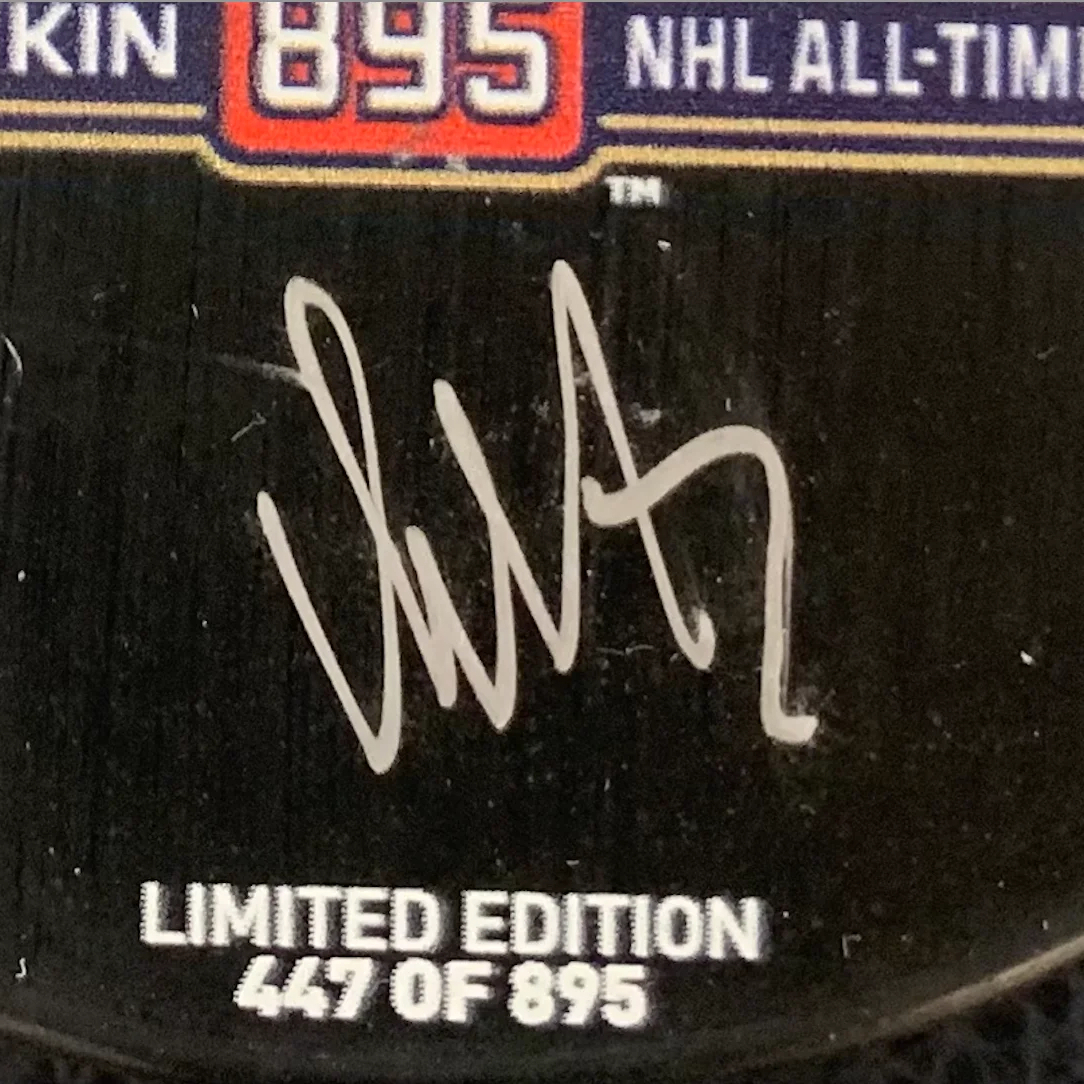 KIN 895 NHL ALL-TIM
TM
LIMITED EDITION
447 OF 895